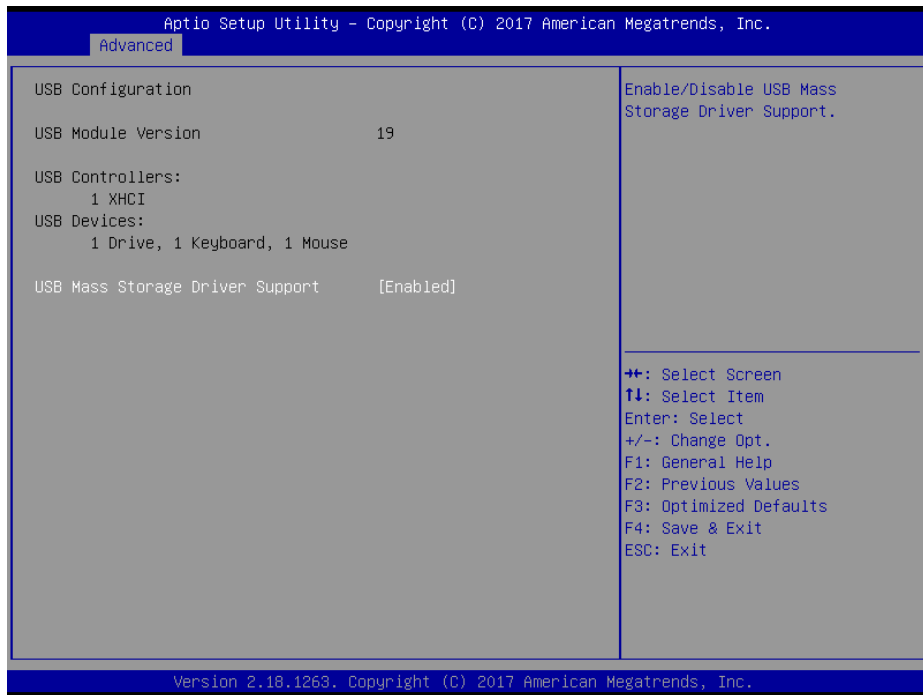 Aptio Setup Utility – Copyright (C) 2017 American Megatrends, Inc.
Advanced
USB Configuration
USB Module Version 19
USB Controllers:
1 XHCI
USB Devices:
1 Drive, 1 Keyboard, 1 Mouse
USB Mass Storage Driver Support [Enabled]
Enable/Disable USB Mass
Storage Driver Support.
→←: Select Screen
↑↓: Select Item
Enter: Select
+/-: Change Opt.
F1: General Help
F2: Previous Values
F3: Optimized Defaults
F4: Save & Exit
ESC: Exit
Version 2.18.1263. Copyright (C) 2017 American Megatrends, Inc.